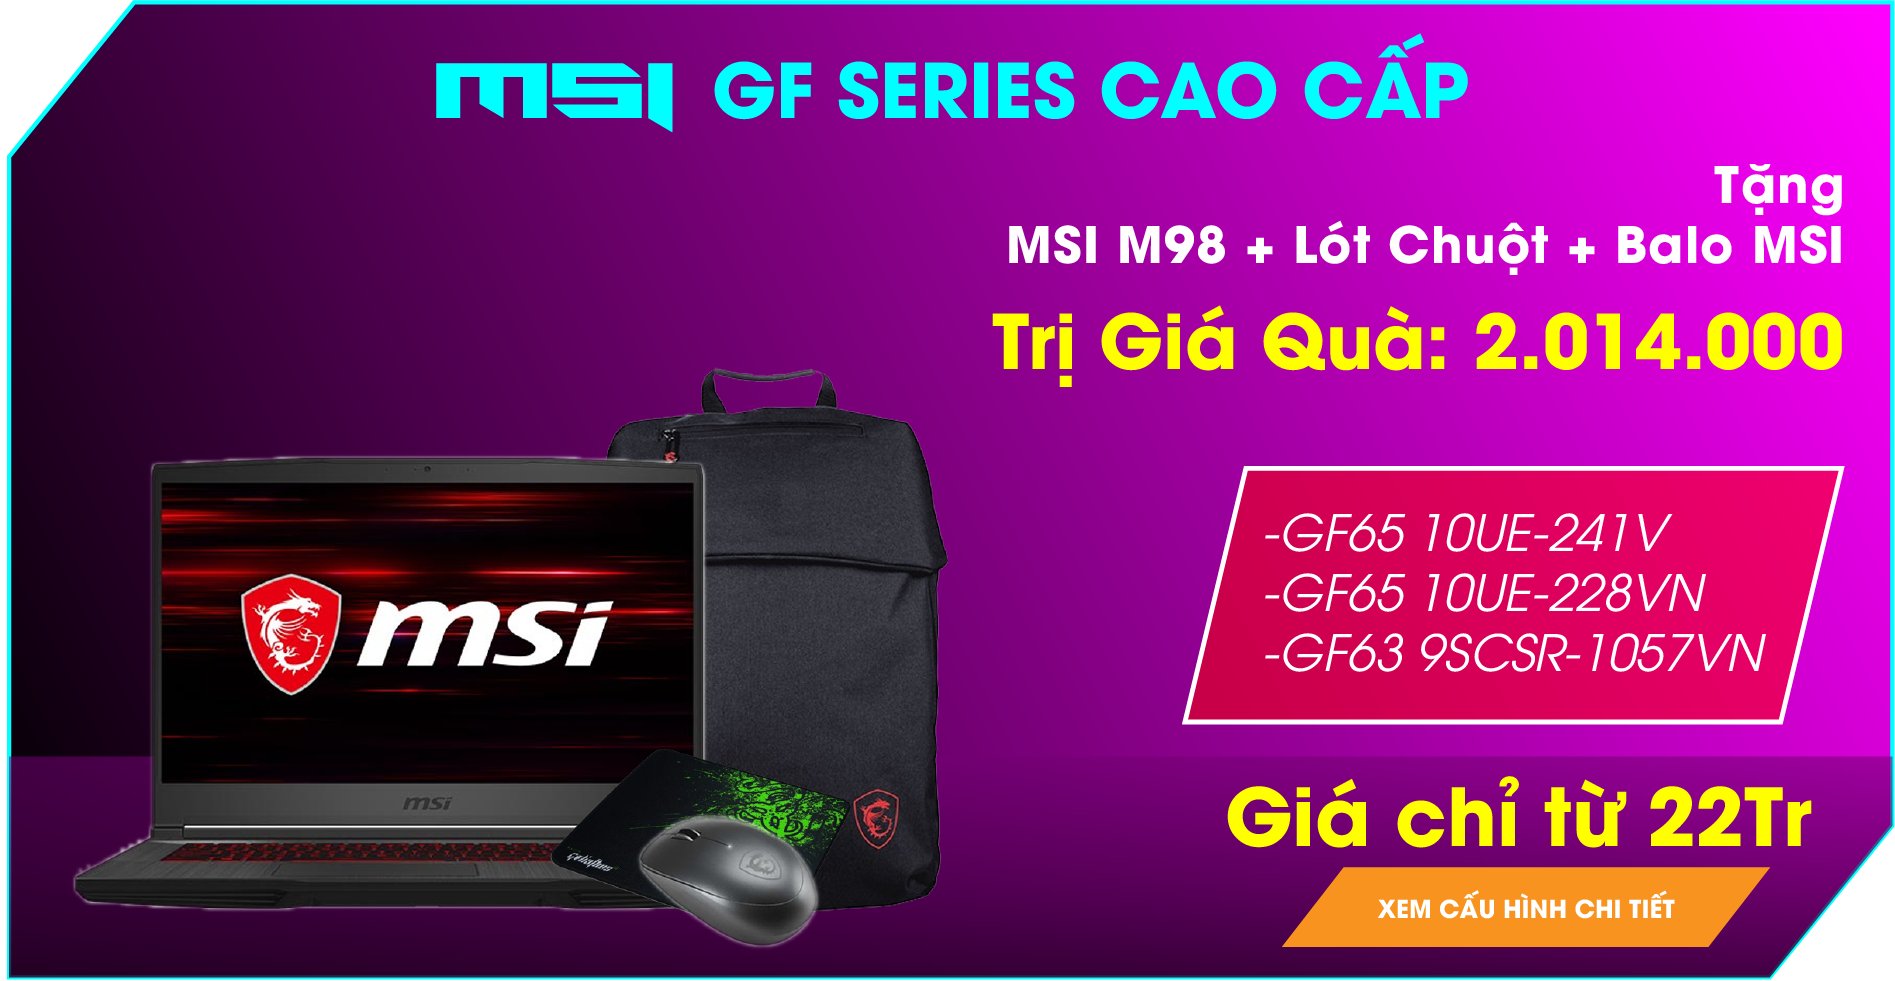 msi GF SERIES CAO CẤP
Tặng
MSI M98 + Lót Chuột + Balo MSI
Trị Giá Quà: 2.014.000
-GF65 10UE-241V
-GF65 10UE-228VN
-GF63 9SCSR-1057VN
msi
msi
Giá chỉ từ 22Tr
XEM CẤU HÌNH CHI TIẾT